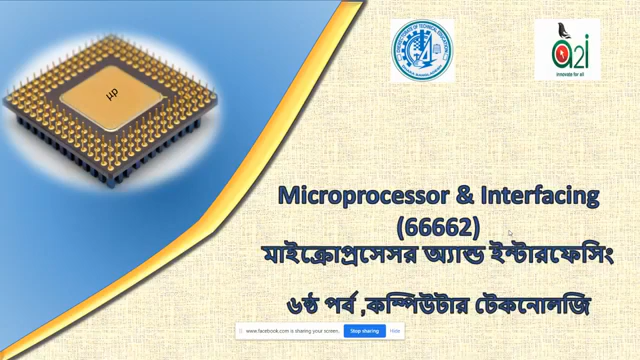 μp
a2i
innovate for all
Microprocessor & Interfacing
(66662)
মাইক্রোপ্রসেসর অ্যান্ড ইন্টারফেসিং
৬ষ্ঠ পর্ব ,কম্পিউটার টেকনোলজি
www.facebook.com is sharing your screen.
Stop sharing
Hide